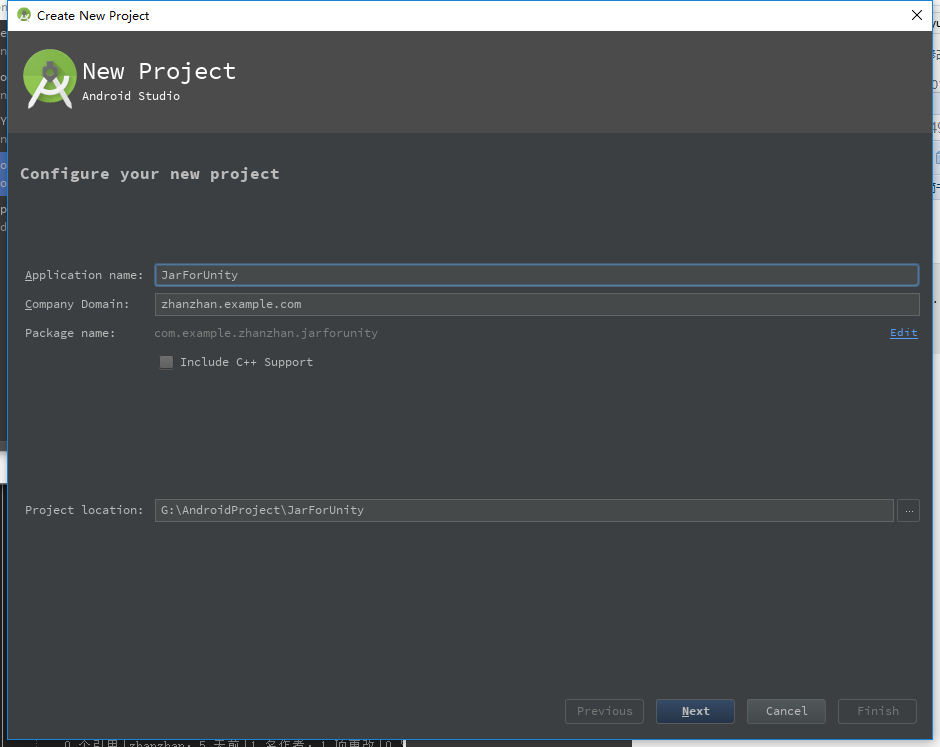 Create New Project
New Project
Android Studio
Configure your new project
Application name: JarForUnity
Company Domain: zhanzhan.example.com
Package name: com.example.zhanzhan.jarforunity Edit
Include C++ Support
Project location: G:\AndroidProject\JarForUnity ...
Previous Next Cancel Finish
0 个引用|zhanzhan, 5 天前|1 名作者, 1 项更改|0